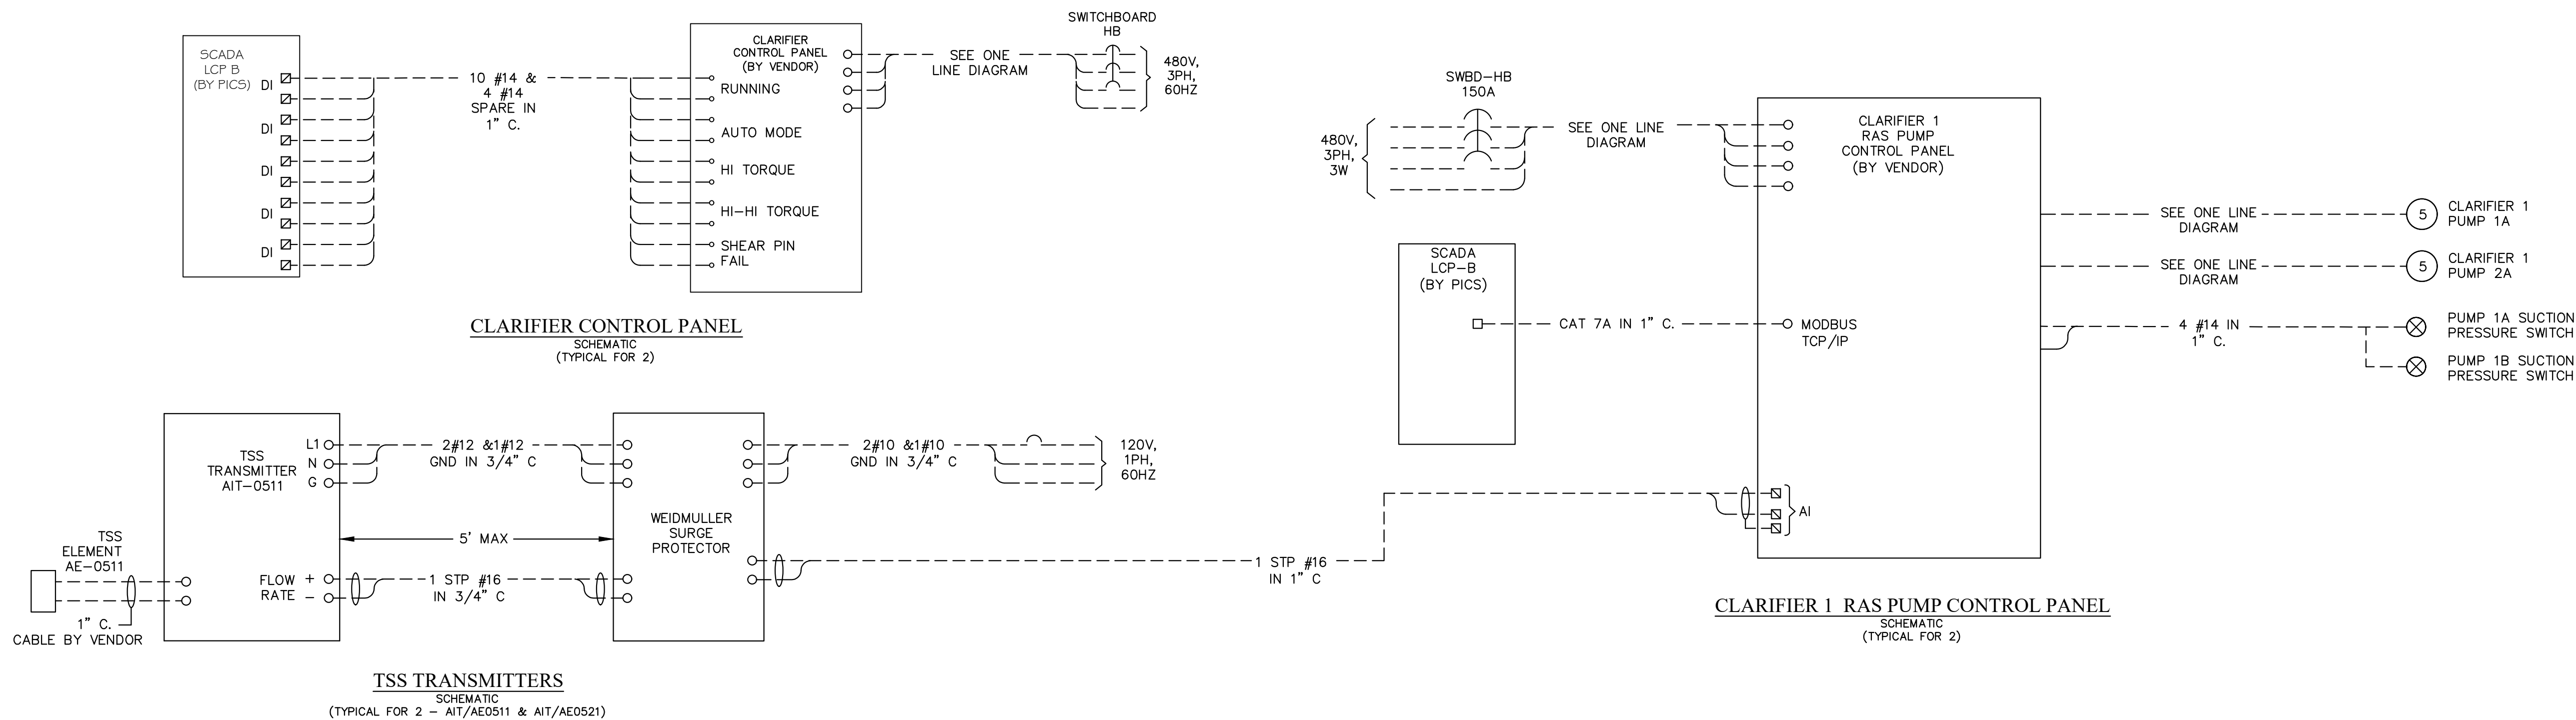 SCADA
LCP B
(BY PICS)
DI
DI
DI
DI
DI
10 #14 &
4 #14
SPARE IN
1" C.
CLARIFIER
CONTROL PANEL
(BY VENDOR)
RUNNING
AUTO MODE
HI TORQUE
HI-HI TORQUE
SHEAR PIN
FAIL
SEE ONE
LINE DIAGRAM
SWITCHBOARD
HB
480V,
3PH,
60HZ
CLARIFIER CONTROL PANEL
SCHEMATIC
(TYPICAL FOR 2)
TSS
ELEMENT
AE-0511
1" C.
CABLE BY VENDOR
TSS
TRANSMITTER
AIT-0511
L1
N
G
FLOW +
RATE -
2#12 &1#12
GND IN 3/4" C
5' MAX
1 STP #16
IN 3/4" C
WEIDMULLER
SURGE
PROTECTOR
2#10 &1#10
GND IN 3/4" C
120V,
1PH,
60HZ
1 STP #16
IN 1" C
TSS TRANSMITTERS
SCHEMATIC
(TYPICAL FOR 2 - AIT/AE0511 & AIT/AE0521)
SWBD-HB
150A
480V,
3PH,
3W
SEE ONE LINE
DIAGRAM
CLARIFIER 1
RAS PUMP
CONTROL PANEL
(BY VENDOR)
SCADA
LCP-B
(BY PICS)
CAT 7A IN 1" C.
MODBUS
TCP/IP
AI
SEE ONE LINE
DIAGRAM
5
CLARIFIER 1
PUMP 1A
SEE ONE LINE
DIAGRAM
5
CLARIFIER 1
PUMP 2A
4 #14 IN
1" C.
PUMP 1A SUCTION
PRESSURE SWITCH
PUMP 1B SUCTION
PRESSURE SWITCH
CLARIFIER 1 RAS PUMP CONTROL PANEL
SCHEMATIC
(TYPICAL FOR 2)